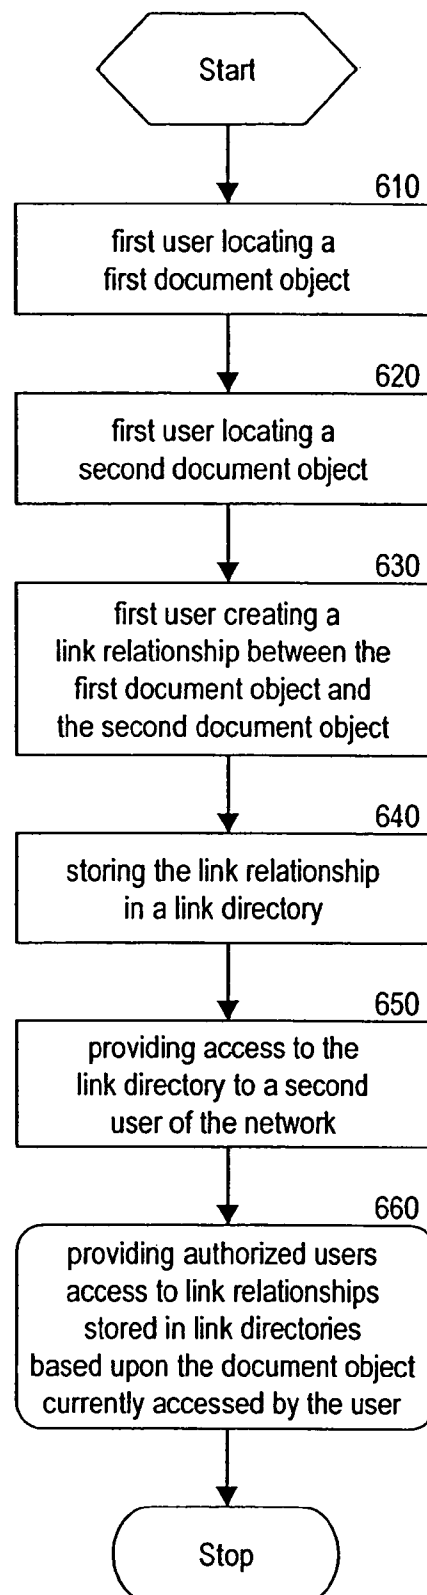 Start
610
first user locating a
first document object
620
first user locating a
second document object
630
first user creating a
link relationship between the
first document object and
the second document object
640
storing the link relationship
in a link directory
650
providing access to the
link directory to a second
user of the network
660
providing authorized users
access to link relationships
stored in link directories
based upon the document object
currently accessed by the user
Stop